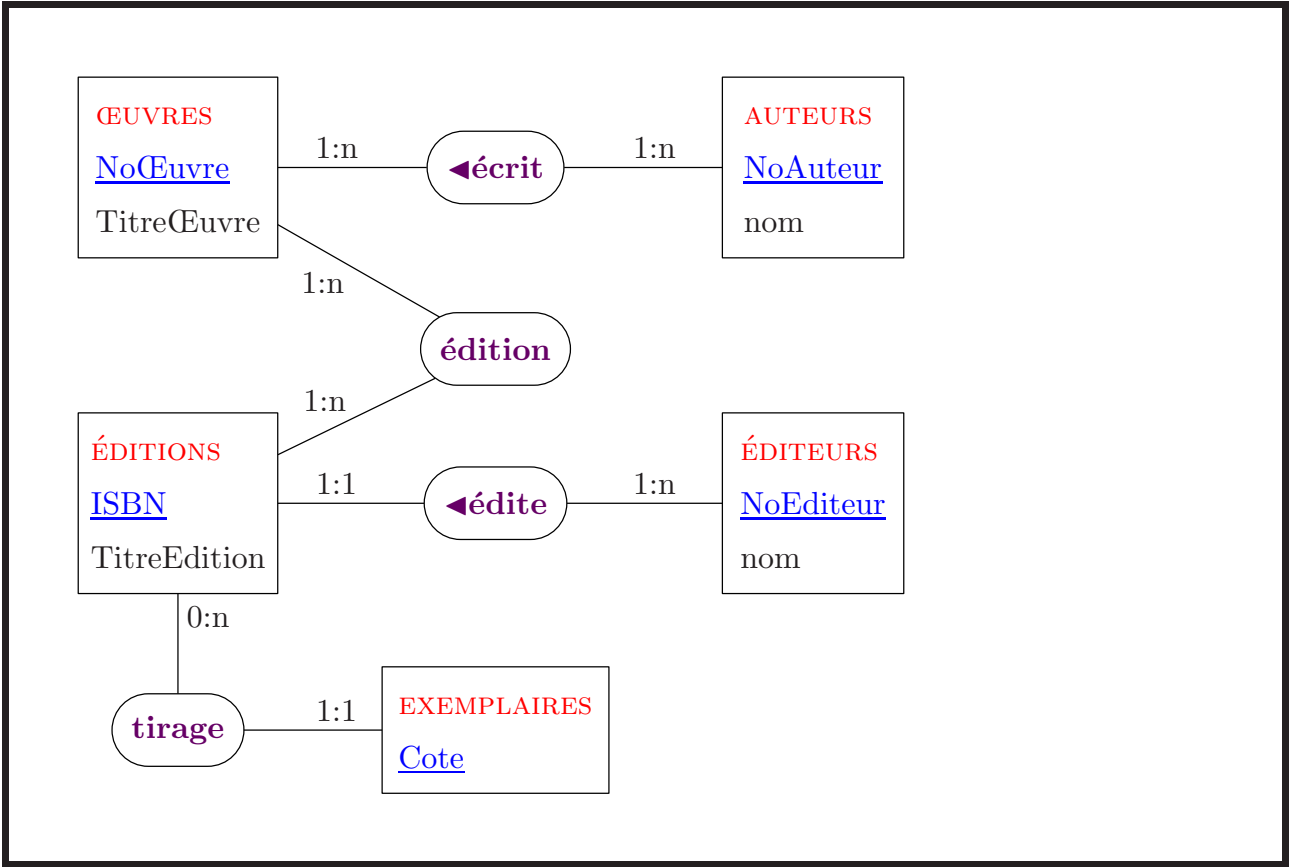 ŒUVRES
NoŒuvre
TitreŒuvre
1:n
◄écrit
1:n
AUTEURS
NoAuteur
nom
1:n
édition
1:n
ÉDITIONS
ISBN
TitreEdition
1:1
◄édite
1:n
ÉDITEURS
NoEditeur
nom
0:n
tirage
1:1
EXEMPLAIRES
Cote